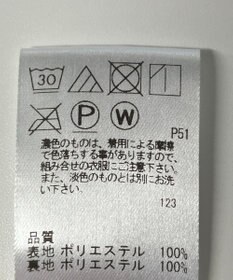 30
P W
P51
濃色のものは、着用による摩擦
で色落ちする事がありますので、
組み合せの衣服にご注意下さい。
また、淡色のものとは別にお洗
い下さい。
123
品質
表地 ポリエステル 100%
裏地 ポリエステル 100%